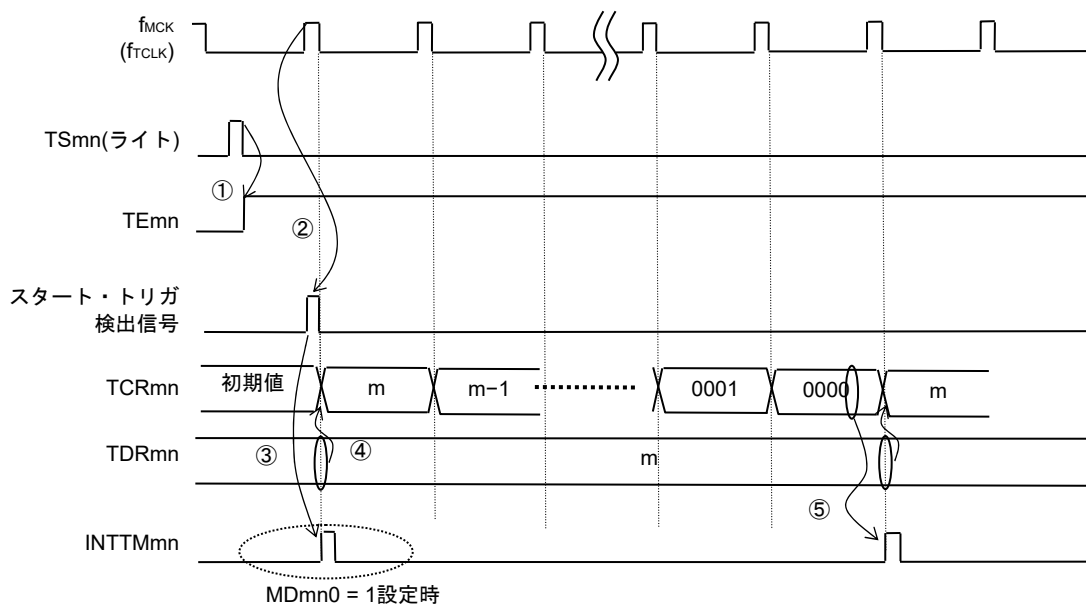 fMCK
(fTCLK)
TSmn(ライト)
①
TEmn
②
スタート・トリガ
検出信号
TCRmn
初期値
m
m−1
0001
0000
m
③
④
TDRmn
m
⑤
INTTMmn
MDmn0 = 1設定時